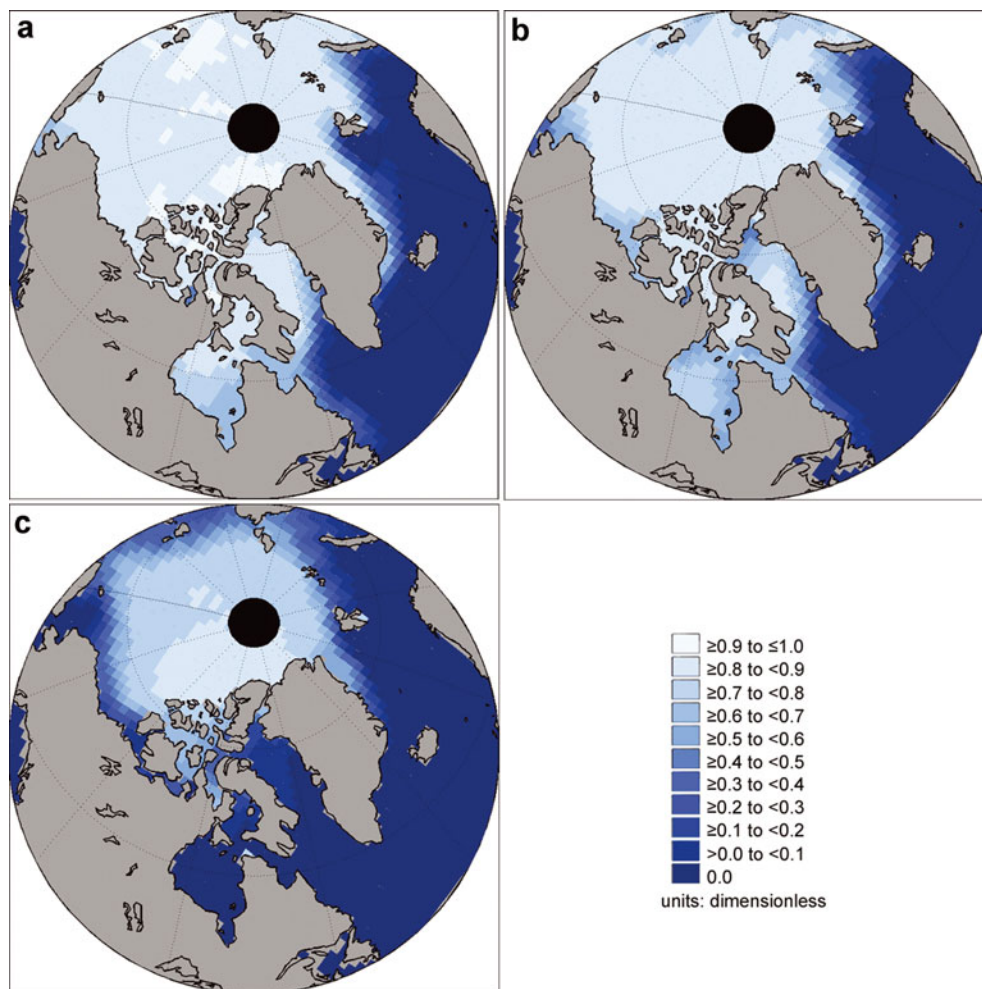 a
b
c
≥0.9 to ≤1.0
≥0.8 to <0.9
≥0.7 to <0.8
≥0.6 to <0.7
≥0.5 to <0.6
≥0.4 to <0.5
≥0.3 to <0.4
≥0.2 to <0.3
≥0.1 to <0.2
>0.0 to <0.1
0.0
units: dimensionless